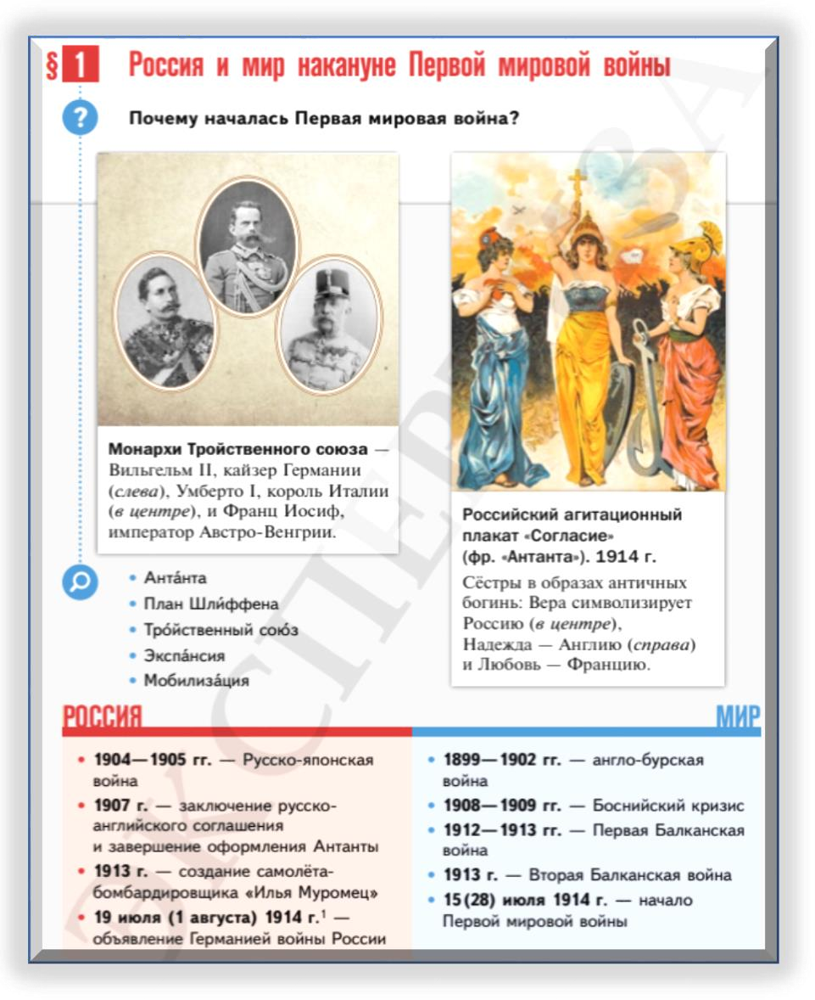 § 1 Россия и мир накануне Первой мировой войны
? Почему началась Первая мировая война?
Монархи Тройственного союза —
Вильгельм II, кайзер Германии
(слева), Умберто I, король Италии
(в центре), и Франц Иосиф,
император Австро-Венгрии.
Российский агитационный
плакат «Согласие»
(фр. «Антанта»). 1914 г.
Сёстры в образах античных
богинь: Вера символизирует
Россию (в центре),
Надежда — Англию (справа)
и Любовь — Францию.
• Анта́нта
• План Шли́ффена
• Тро́йственный сою́з
• Экспа́нсия
• Мобилиза́ция
РОССИЯ
• 1904—1905 гг. — Русско-японская
война
• 1907 г. — заключение русско-
английского соглашения
и завершение оформления Антанты
• 1913 г. — создание самолёта-
бомбардировщика «Илья Муромец»
• 19 июля (1 августа) 1914 г.¹ —
объявление Германией войны России
МИР
• 1899—1902 гг. — англо-бурская
война
• 1908—1909 гг. — Боснийский кризис
• 1912—1913 гг. — Первая Балканская
война
• 1913 г. — Вторая Балканская война
• 15(28) июля 1914 г. — начало
Первой мировой войны
ЭКСПЕРТИЗА